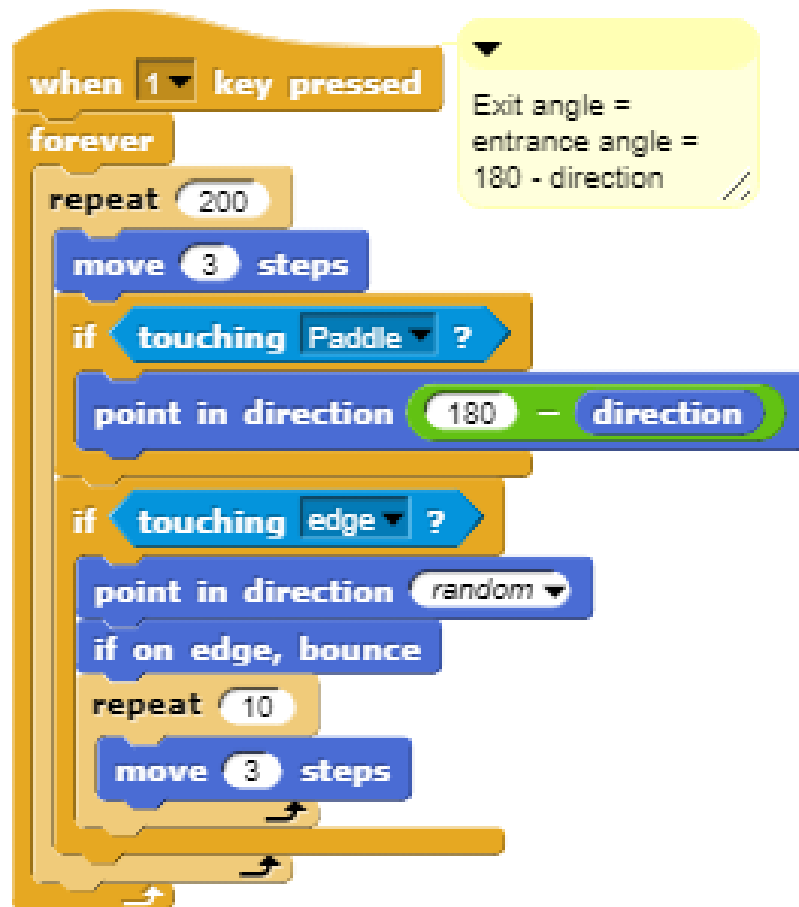 when 1 key pressed
Exit angle =
entrance angle =
180 - direction
forever
repeat 200
move 3 steps
if touching Paddle ?
point in direction 180 - direction
if touching edge ?
point in direction random
if on edge, bounce
repeat 10
move 3 steps